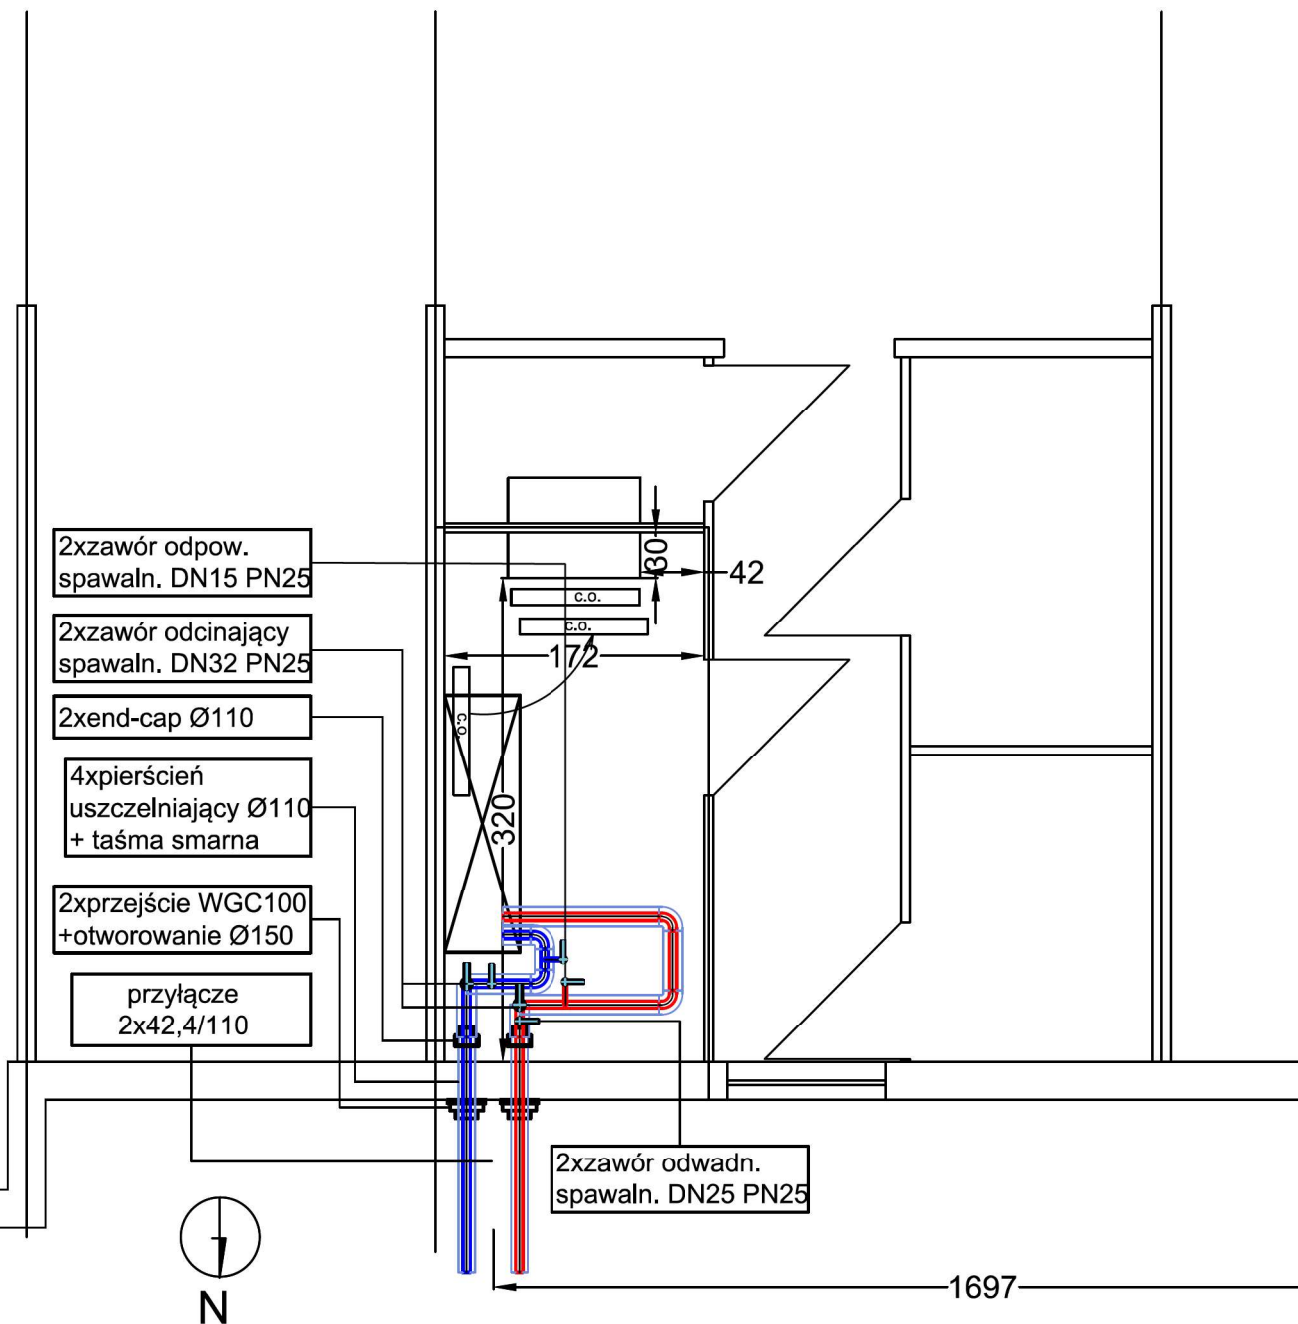 2xzawór odpow.
spawaln. DN15 PN25
2xzawór odcinający
spawaln. DN32 PN25
2xend-cap Ø110
4xpierścień
uszczelniający Ø110
+ taśma smarna
2xprzejście WGC100
+otworowanie Ø150
przyłącze
2x42,4/110
30
42
c.o.
c.o.
172
c.o.
320
2xzawór odwadn.
spawaln. DN25 PN25
N
1697